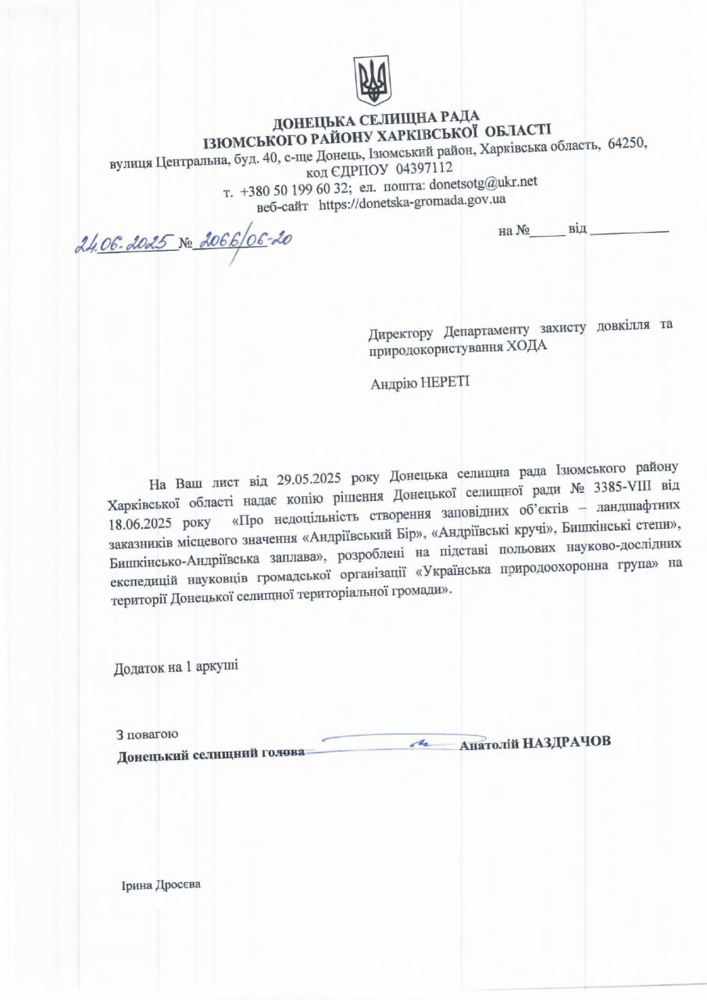 ДОНЕЦЬКА СЕЛИЩНА РАДА
ІЗЮМСЬКОГО РАЙОНУ ХАРКІВСЬКОЇ ОБЛАСТІ
вулиця Центральна, буд. 40, с-ще Донець, Ізюмський район, Харківська область, 64250,
код ЄДРПОУ 04397112
т. +380 50 199 60 32; ел. пошта: donetsotg@ukr.net
веб-сайт https://donetska-gromada.gov.ua
24.06.2025 № 2066/06-20
на №_____ від ___________
Директору Департаменту захисту довкілля та
природокористування ХОДА
Андрію НЕРЕТІ
На Ваш лист від 29.05.2025 року Донецька селищна рада Ізюмського району
Харківської області надає копію рішення Донецької селищної ради № 3385-VIII від
18.06.2025 року «Про недоцільність створення заповідних об’єктів – ландшафтних
заказників місцевого значення «Андріївський Бір», «Андріївські кручі», Бишкінські степи»,
Бишкінсько-Андріївська заплава», розроблені на підставі польових науково-дослідних
експедицій науковців громадської організації «Українська природоохоронна група» на
території Донецької селищної територіальної громади».
Додаток на 1 аркуші
З повагою
Донецький селищний голова Анатолій НАЗДРАЧОВ
Ірина Дросєва